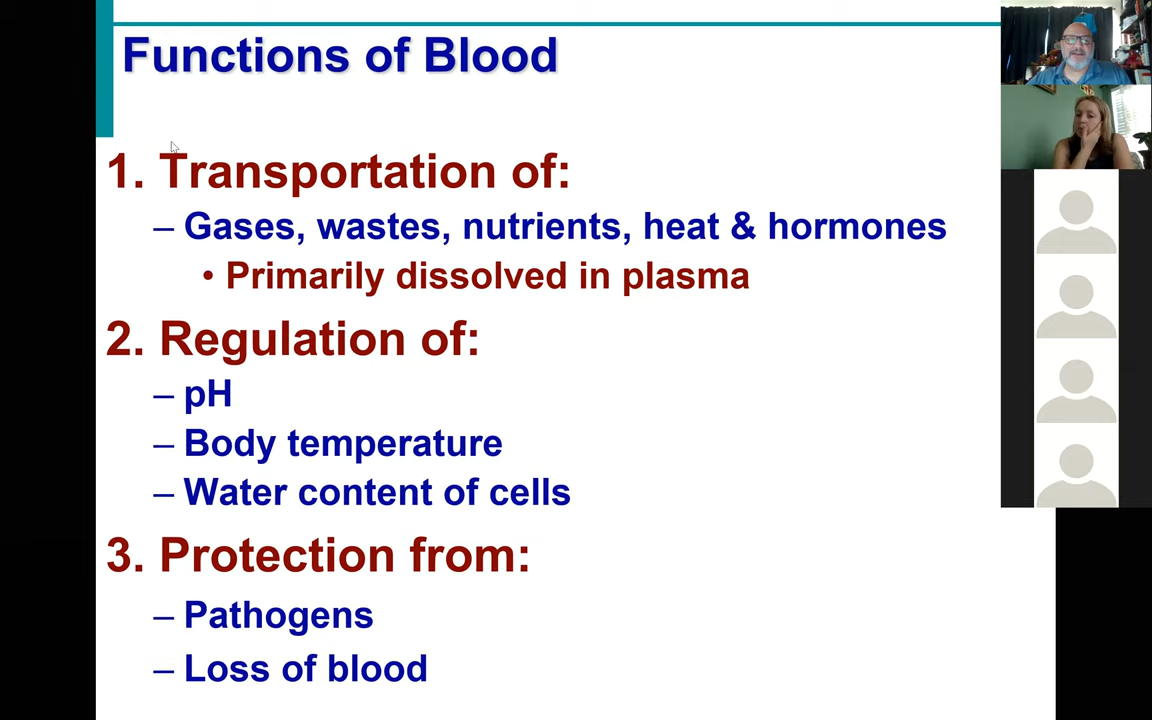 Functions of Blood
1. Transportation of:
– Gases, wastes, nutrients, heat & hormones
• Primarily dissolved in plasma
2. Regulation of:
– pH
– Body temperature
– Water content of cells
3. Protection from:
– Pathogens
– Loss of blood